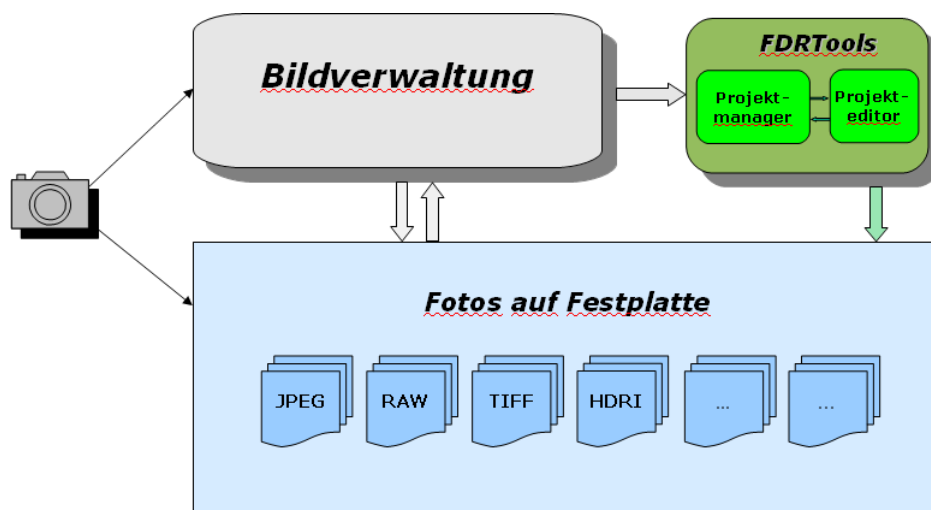 Bildverwaltung
FDRTools
Projekt-
manager
Projekt-
editor
Fotos auf Festplatte
JPEG
RAW
TIFF
HDRI
...
...